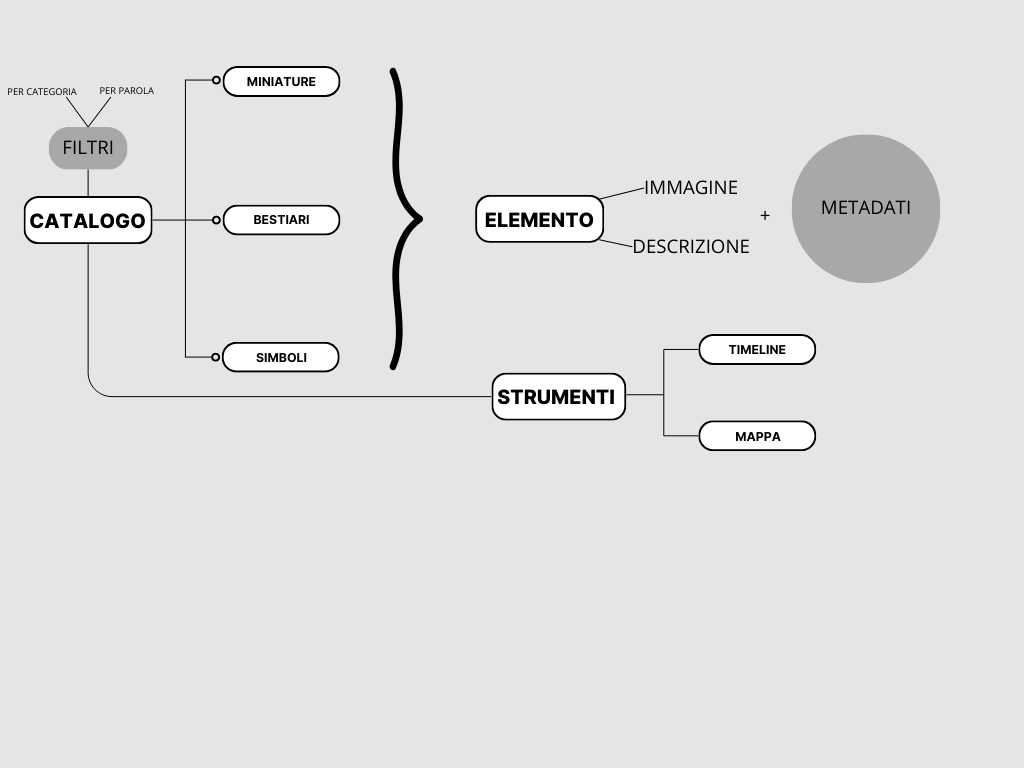 PER CATEGORIA
PER PAROLA
FILTRI
CATALOGO
MINIATURE
BESTIARI
SIMBOLI
ELEMENTO
IMMAGINE
DESCRIZIONE
+
METADATI
STRUMENTI
TIMELINE
MAPPA